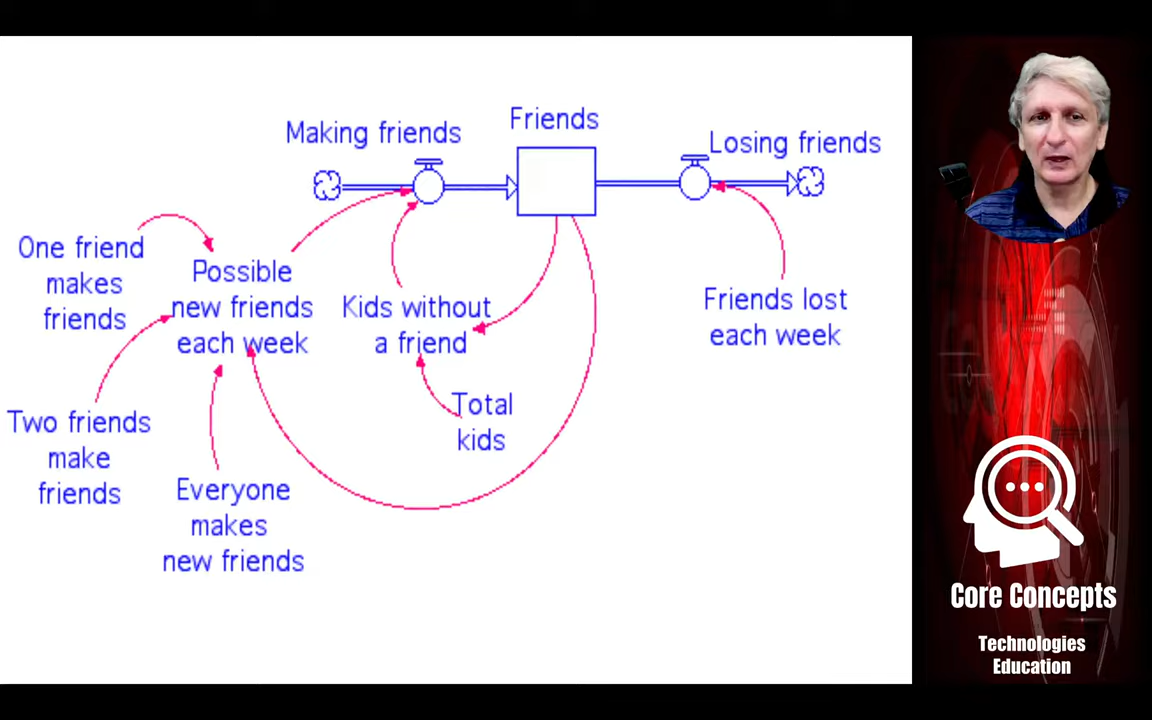 Making friends
Friends
Losing friends
One friend
makes
friends
Possible
new friends
each week
Kids without
a friend
Friends lost
each week
Total
kids
Two friends
make
friends
Everyone
makes
new friends
Core Concepts
Technologies
Education